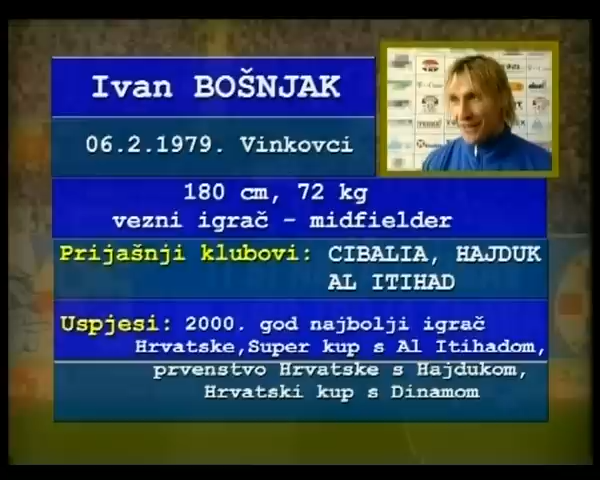 Ivan BOŠNJAK
06.2.1979. Vinkovci
180 cm, 72 kg
vezni igrač - midfielder
Prijašnji klubovi: CIBALIA, HAJDUK
AL ITIHAD
Uspjesi: 2000. god najbolji igrač
Hrvatske,Super kup s Al Itihadom,
prvenstvo Hrvatske s Hajdukom,
Hrvatski kup s Dinamom